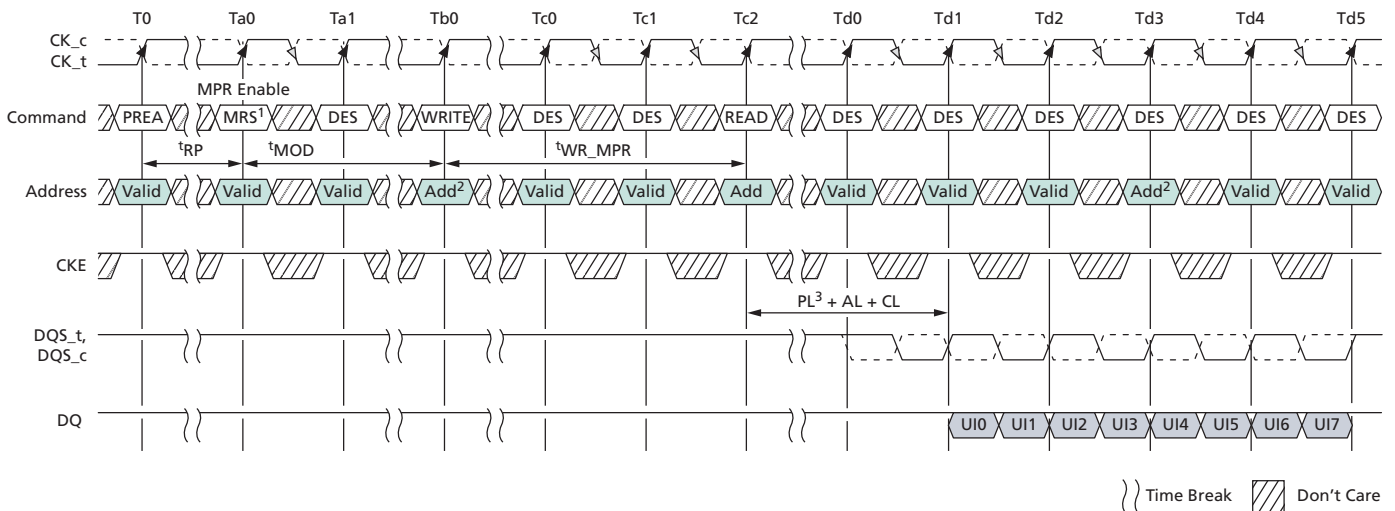 T0 Ta0 Ta1 Tb0 Tc0 Tc1 Tc2 Td0 Td1 Td2 Td3 Td4 Td5
CK_c
CK_t
MPR Enable
Command PREA MRS1 DES WRITE DES DES READ DES DES DES DES DES DES
tRP tMOD tWR_MPR
Address Valid Valid Valid Add2 Valid Valid Add Valid Valid Valid Add2 Valid Valid
CKE
PL3 + AL + CL
DQS_t,
DQS_c
DQ UI0 UI1 UI2 UI3 UI4 UI5 UI6 UI7
Time Break Don't Care